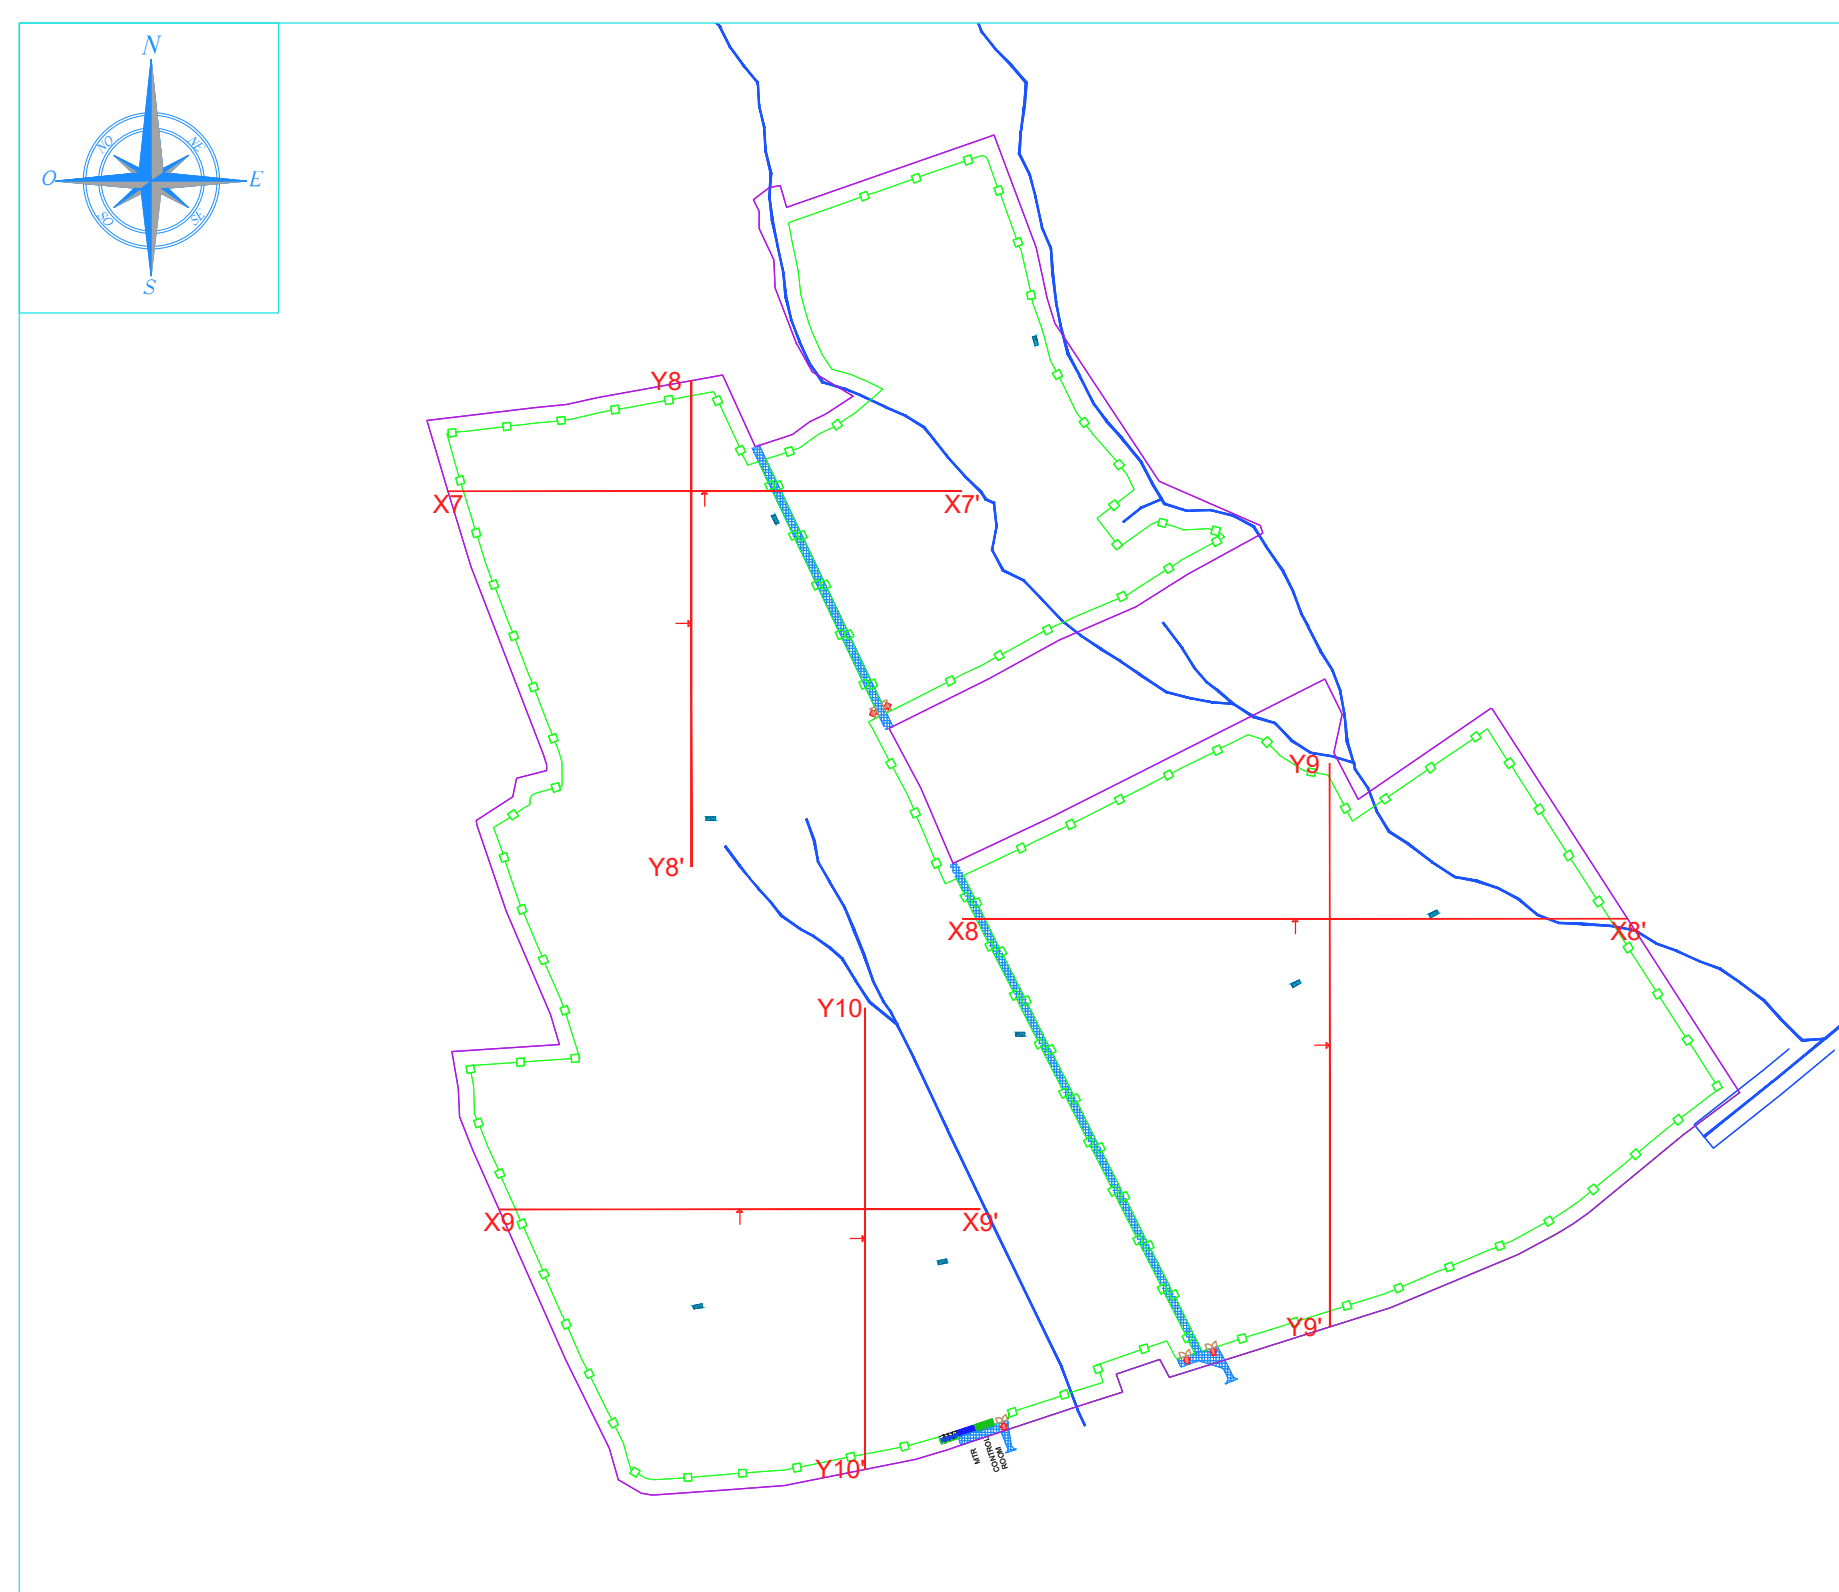 N
NO
NE
O
E
SO
SE
S
Y8
X7
X7'
Y9
Y8'
X8
X8'
Y10
X9
X9'
Y9'
MTR
CONTROL
ROOM
Y10'